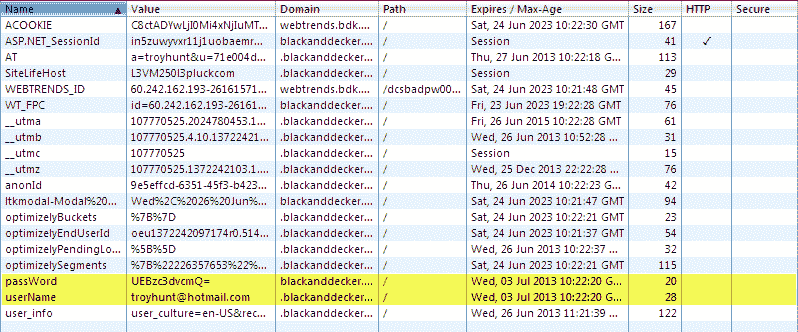 Name ▲ Value Domain Path Expires / Max-Age Size HTTP Secure
ACOOKIE C8ctADYwLjI0Mi4xNjIuMT... webtrends.bdk.... / Sat, 24 Jun 2023 10:22:30 GMT 167
ASP.NET_SessionId in5zuwyvxr11j1uobaemr... blackanddecker.... / Session 41 ✓
AT a=troyhunt&u=71e004d... blackanddecker.... / Thu, 27 Jun 2013 10:22:18 G... 113
SiteLifeHost L3VM250l3pluckcom blackanddecker.... / Session 29
WEBTRENDS_ID 60.242.162.193-26161571... webtrends.bdk.... /dcsbadpw00... Sat, 24 Jun 2023 10:21:48 GMT 45
WT_FPC id=60.242.162.193-26161... blackanddecker.... / Fri, 23 Jun 2023 19:22:28 GMT 76
__utma 107770525.2024780453.1... .blackanddecker.... / Fri, 26 Jun 2015 10:22:28 GMT 61
__utmb 107770525.4.10.13722421... .blackanddecker.... / Wed, 26 Jun 2013 10:52:28 ... 31
__utmc 107770525 .blackanddecker.... / Session 15
__utmz 107770525.1372242103.1.... .blackanddecker.... / Wed, 25 Dec 2013 22:22:28 ... 76
anonId 9e5effcd-6351-45f3-b423... .blackanddecker.... / Thu, 26 Jun 2014 10:22:23 G... 42
ltkmodal-Modal%20... Wed%2C%2026%20Jun%... .blackanddecker.... / Sat, 24 Jun 2023 10:21:47 GMT 94
optimizelyBuckets %7B%7D .blackanddecker.... / Sat, 24 Jun 2023 10:22:21 GMT 23
optimizelyEndUserId oeu1372242097174r0.514... .blackanddecker.... / Sat, 24 Jun 2023 10:21:37 GMT 54
optimizelyPendingLo... %5B%5D .blackanddecker.... / Wed, 26 Jun 2013 10:22:37 ... 32
optimizelySegments %7B%22226357653%22%... .blackanddecker.... / Sat, 24 Jun 2023 10:22:21 GMT 115
passWord UEBzc3dvcmQ= blackanddecker.... / Wed, 03 Jul 2013 10:22:20 G... 20
userName troyhunt@hotmail.com blackanddecker.... / Wed, 03 Jul 2013 10:22:20 G... 28
user_info user_culture=en-US&rec... .blackanddecker.... / Wed, 26 Jun 2013 11:21:39 ... 122